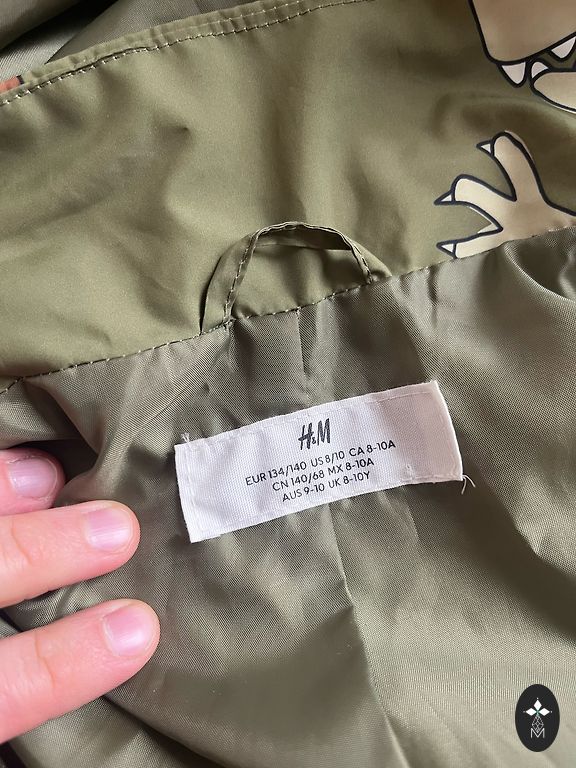 H&M
EUR 134/140 US 8/10 CA 8-10A
CN 140/68 MX 8-10A
AUS 9-10 UK 8-10Y
M